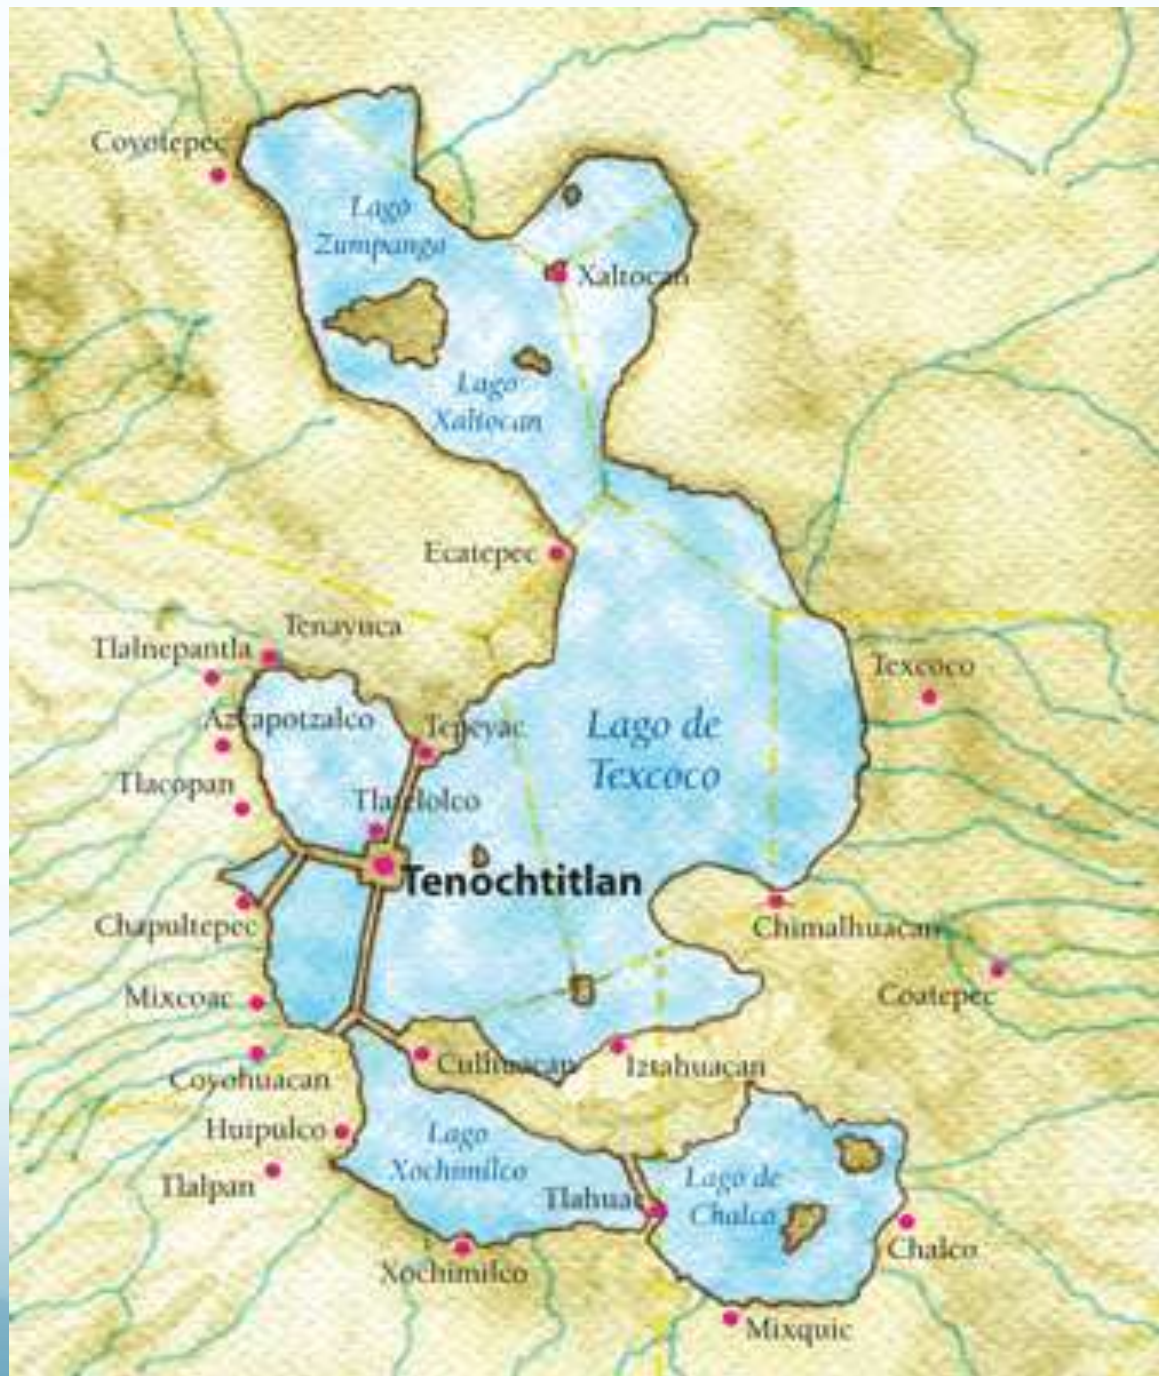 Coyotepec
Lago
Zumpango
Xaltocan
Lago
Xaltocan
Ecatepec
Tenayuca
Tlalnepantla
Texcoco
Azcapotzalco
Tepeyac
Lago de
Texcoco
Tlacopan
Tlatelolco
Tenochtitlan
Chapultepec
Chimalhuacan
Mixcoac
Coatepec
Culhuacan
Iztahuacan
Coyohuacan
Huipulco
Lago
Xochimilco
Tlalpan
Tlahuac
Lago de
Chalco
Chalco
Xochimilco
Mixquic